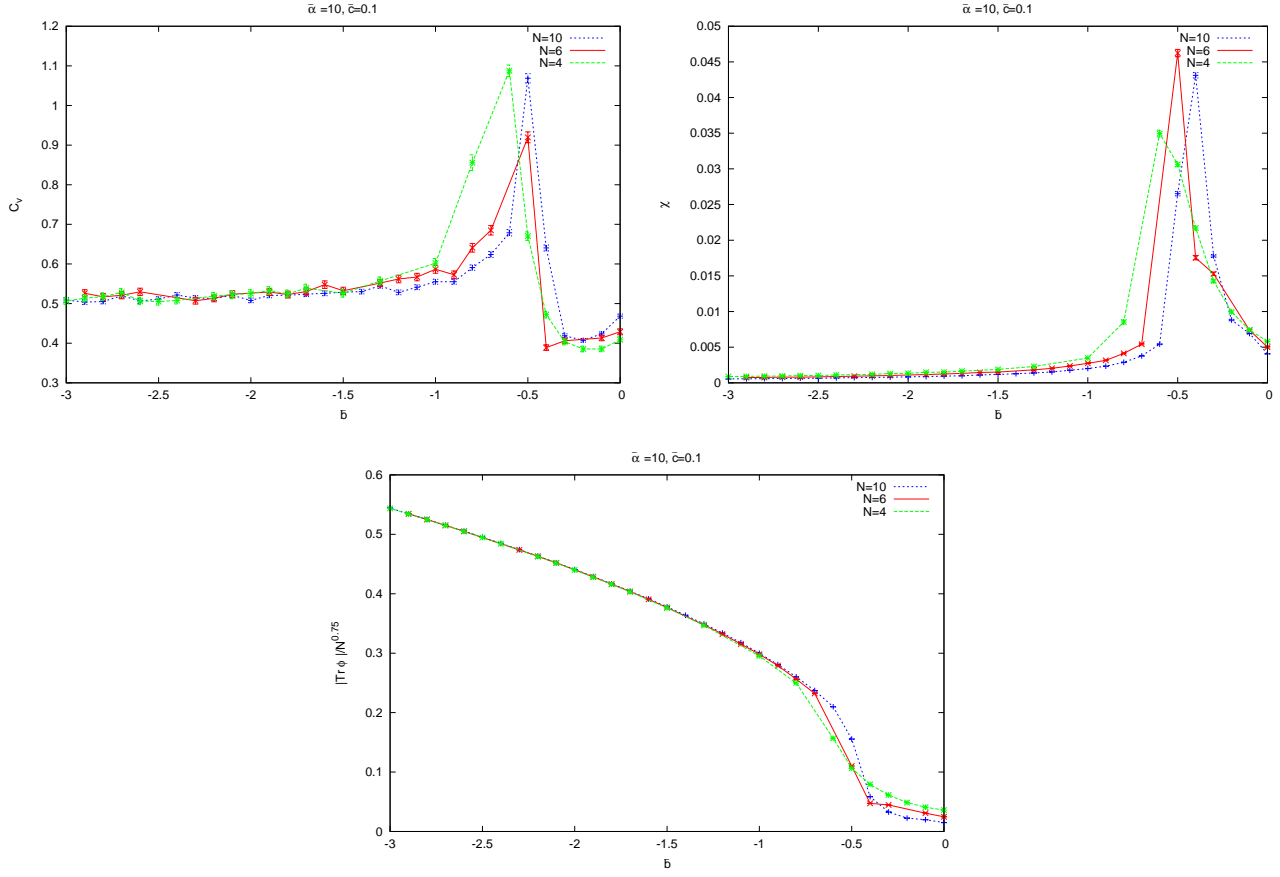 ᾱ =10, c̄=0.1
1.2
1.1
1
0.9
0.8
0.7
0.6
0.5
0.4
0.3
-3 -2.5 -2 -1.5 -1 -0.5 0
Cᵥ
b̄
N=10
N=6
N=4
ᾱ =10, c̄=0.1
0.05
0.045
0.04
0.035
0.03
0.025
0.02
0.015
0.01
0.005
0
-3 -2.5 -2 -1.5 -1 -0.5 0
χ
b̄
N=10
N=6
N=4
ᾱ =10, c̄=0.1
0.6
0.5
0.4
0.3
0.2
0.1
0
-3 -2.5 -2 -1.5 -1 -0.5 0
|Tr ϕ |/N^0.75
b̄
N=10
N=6
N=4